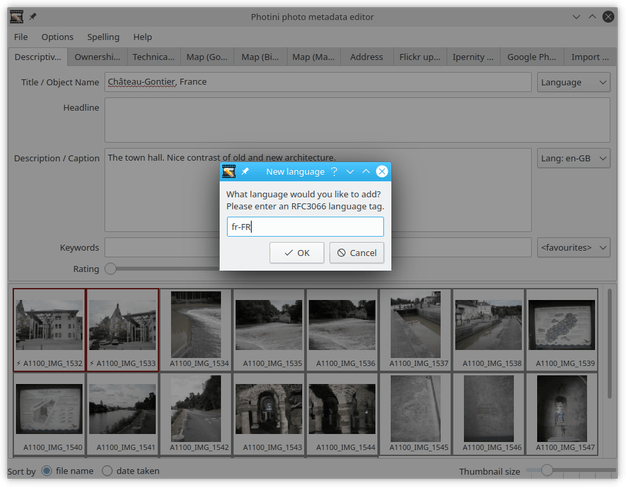 Photini photo metadata editor
File Options Spelling Help
Descriptiv... Ownershi... Technica... Map (Go... Map (Bi... Map (Ma... Address Flickr up... Ipernity ... Google Ph... Import ...
Title / Object Name Château-Gontier, France Language
Headline
Description / Caption The town hall. Nice contrast of old and new architecture. Lang: en-GB
New language
What language would you like to add?
Please enter an RFC3066 language tag.
fr-FR
OK Cancel
Keywords <favourites>
Rating
A1100_IMG_1532 A1100_IMG_1533 A1100_IMG_1534 A1100_IMG_1535 A1100_IMG_1536 A1100_IMG_1537 A1100_IMG_1538 A1100_IMG_1539
A1100_IMG_1540 A1100_IMG_1541 A1100_IMG_1542 A1100_IMG_1543 A1100_IMG_1544 A1100_IMG_1545 A1100_IMG_1546 A1100_IMG_1547
Sort by file name date taken Thumbnail size